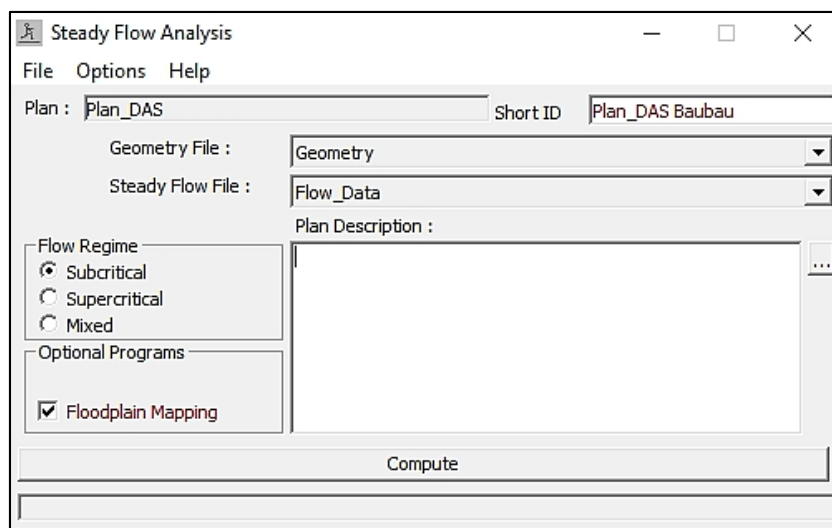 Steady Flow Analysis
File Options Help
Plan : Plan_DAS Short ID Plan_DAS Baubau
Geometry File : Geometry
Steady Flow File : Flow_Data
Plan Description :
Flow Regime
Subcritical
Supercritical
Mixed
Optional Programs
Floodplain Mapping
...
Compute